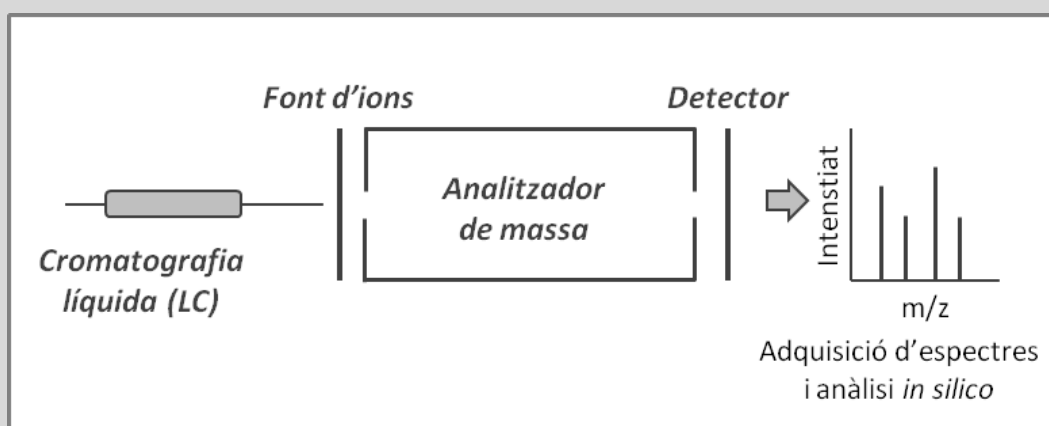 Font d'ions
Detector
Analitzador
de massa
Cromatografia
líquida (LC)
Intenstiat
m/z
Adquisició d'espectres
i anàlisi in silico